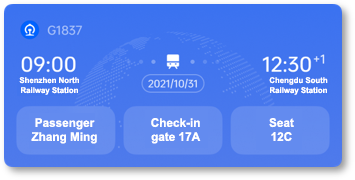 G1837
09:00
12:30+1
Shenzhen North
Railway Station
2021/10/31
Chengdu South
Railway Station
Passenger
Zhang Ming
Check-in
gate 17A
Seat
12C